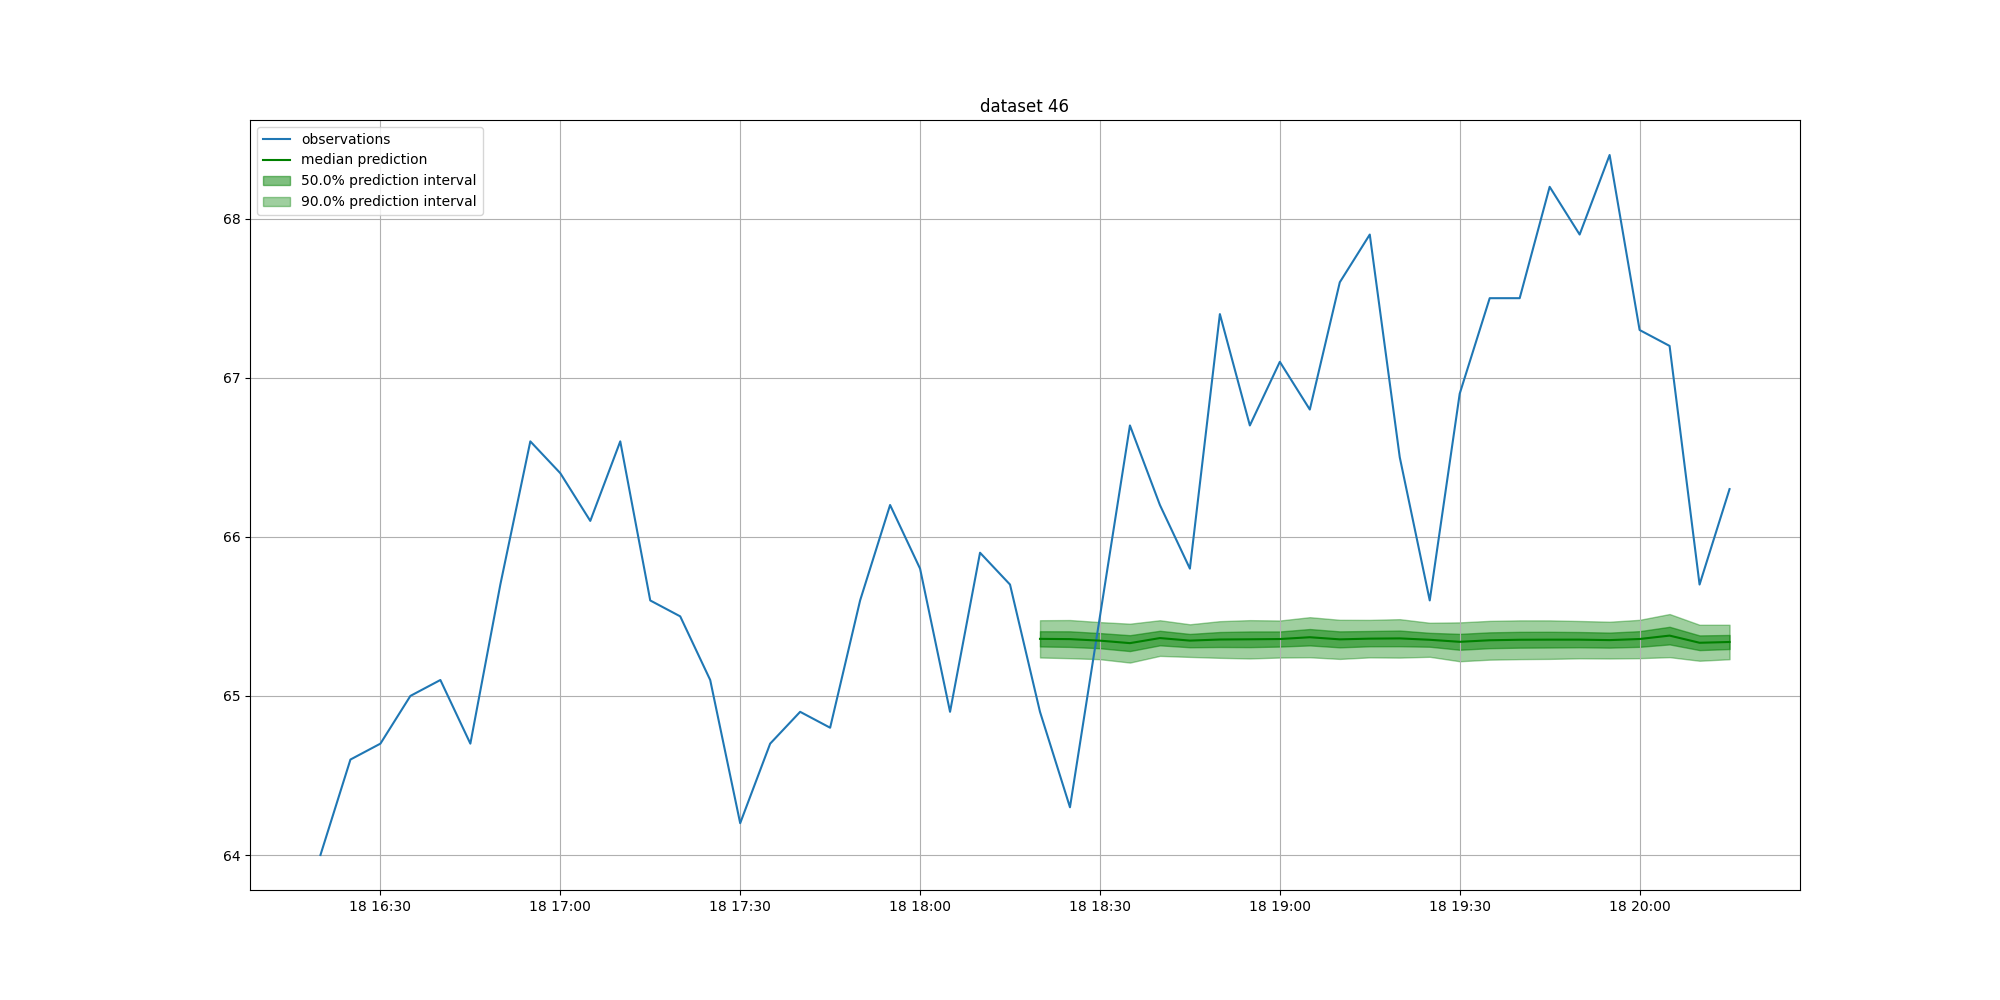 dataset 46
observations
median prediction
50.0% prediction interval
90.0% prediction interval
68
67
66
65
64
18 16:30 18 17:00 18 17:30 18 18:00 18 18:30 18 19:00 18 19:30 18 20:00